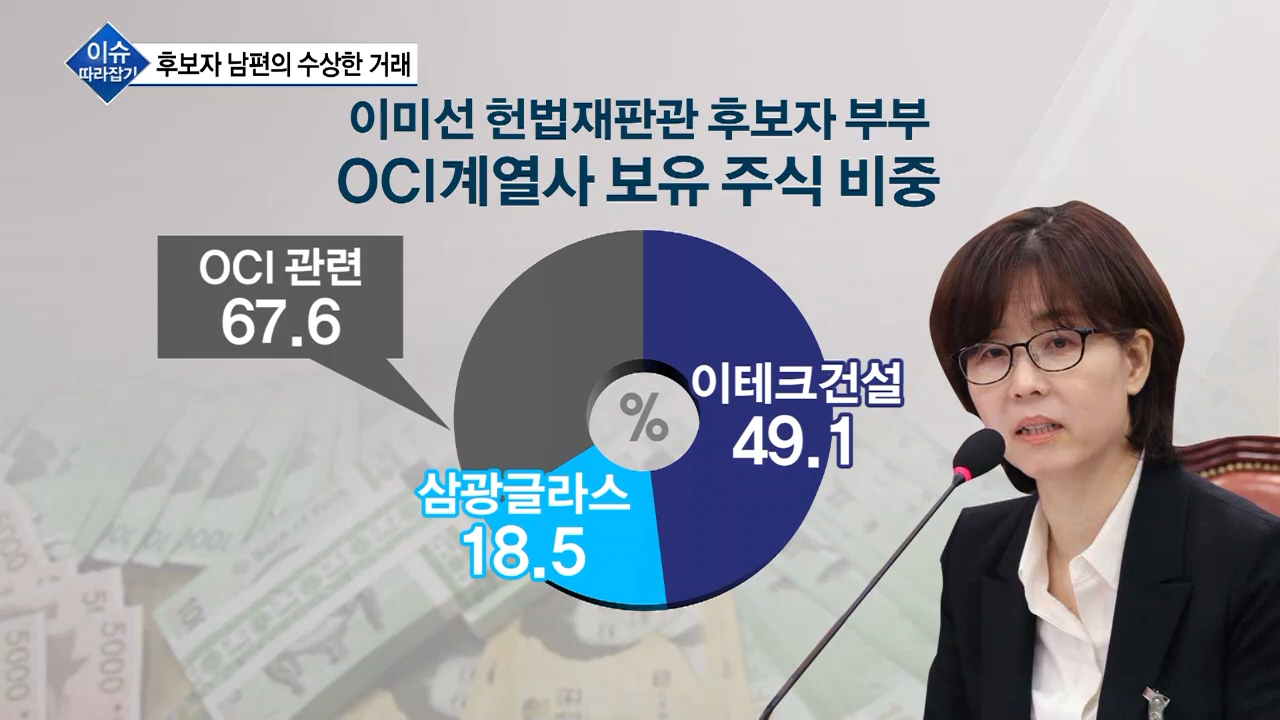 이슈
따라잡기
후보자 남편의 수상한 거래
이미선 헌법재판관 후보자 부부
OCI계열사 보유 주식 비중
OCI 관련
67.6
%
이테크건설
49.1
삼광글라스
18.5
5000
5000
5000